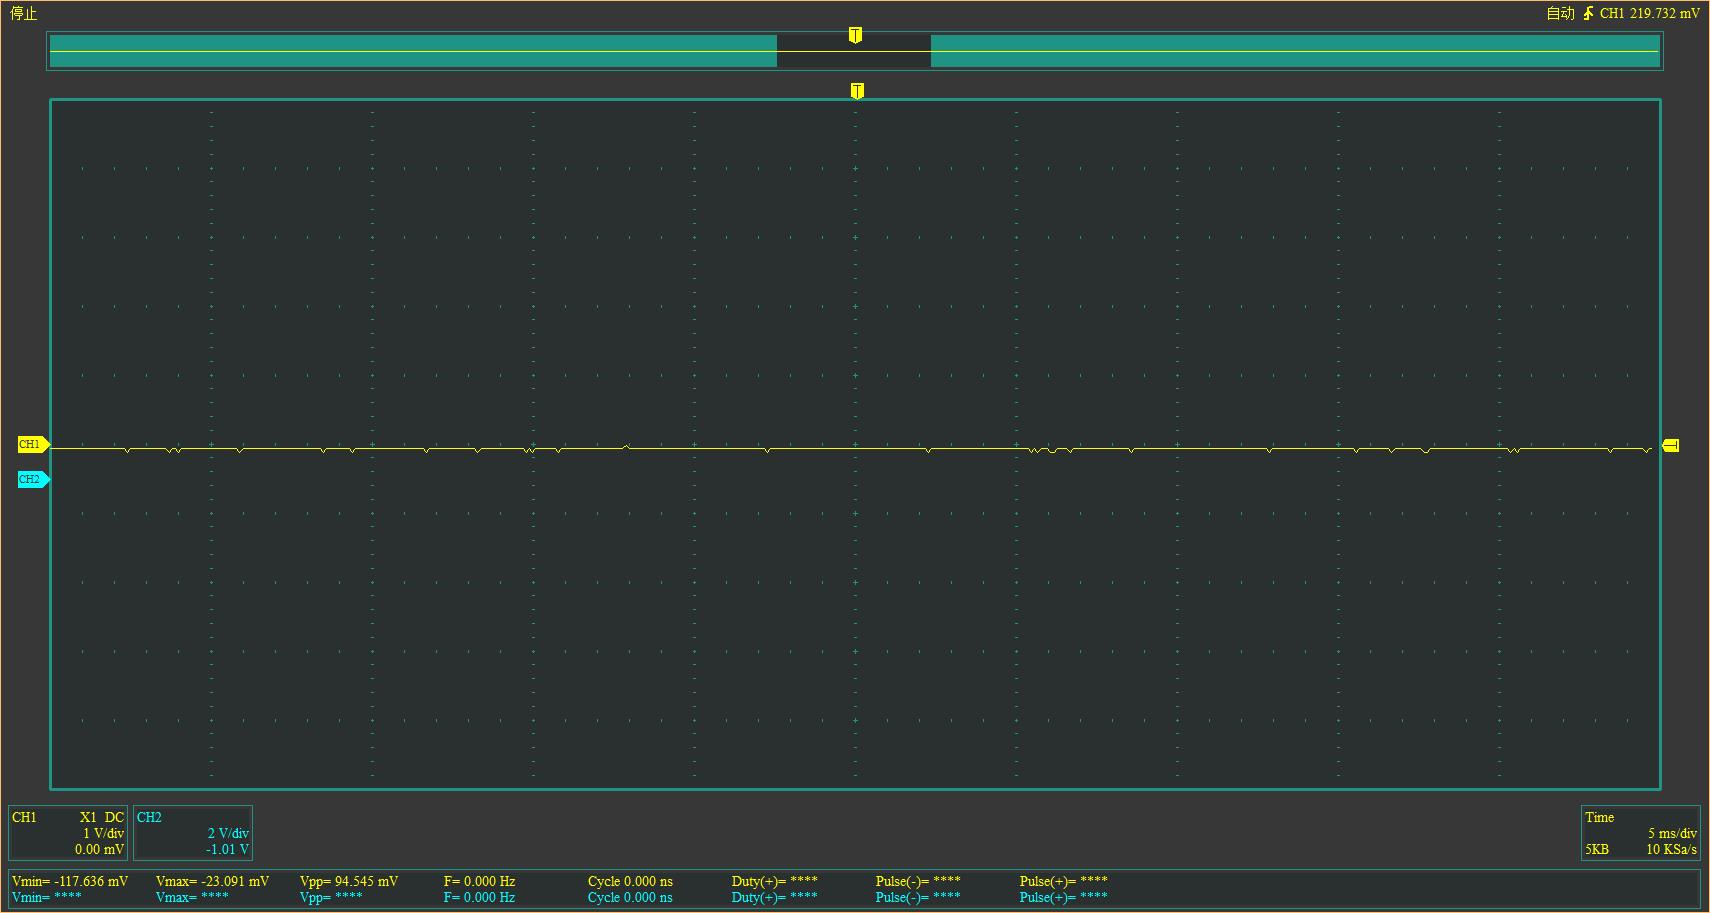 停止
自动 CH1 219.732 mV
T
T
CH1
CH2
CH1 X1 DC
1 V/div
0.00 mV
CH2
2 V/div
-1.01 V
Time
5 ms/div
5KB 10 KSa/s
Vmin= -117.636 mV Vmax= -23.091 mV Vpp= 94.545 mV F= 0.000 Hz Cycle 0.000 ns Duty(+)= **** Pulse(-)= **** Pulse(+)= ****
Vmin= **** Vmax= **** Vpp= **** F= 0.000 Hz Cycle 0.000 ns Duty(+)= **** Pulse(-)= **** Pulse(+)= ****